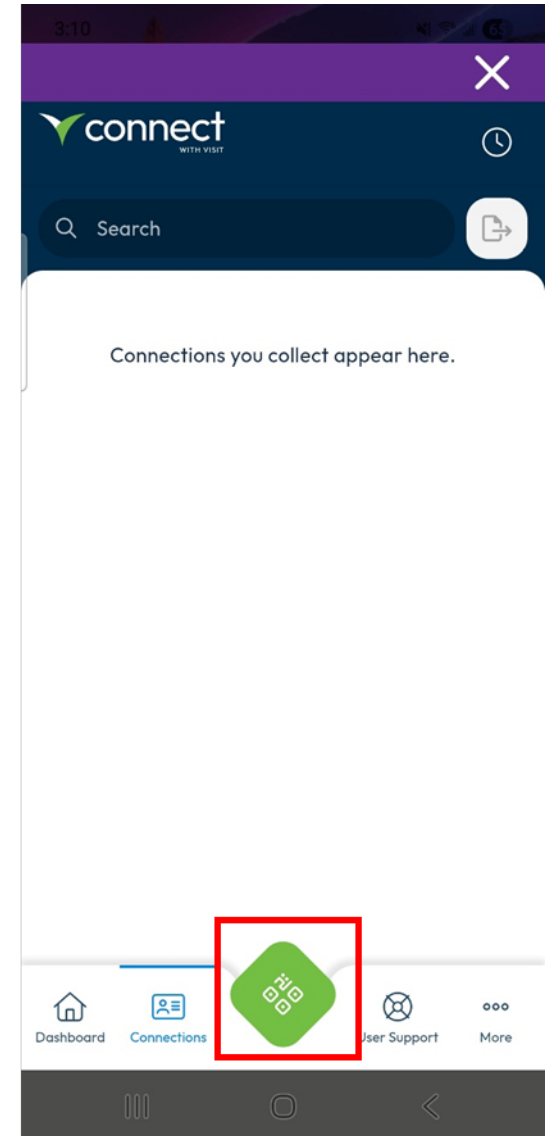 3:10
connect
WITH VISIT
Search
Connections you collect appear here.
Dashboard
Connections
User Support
More